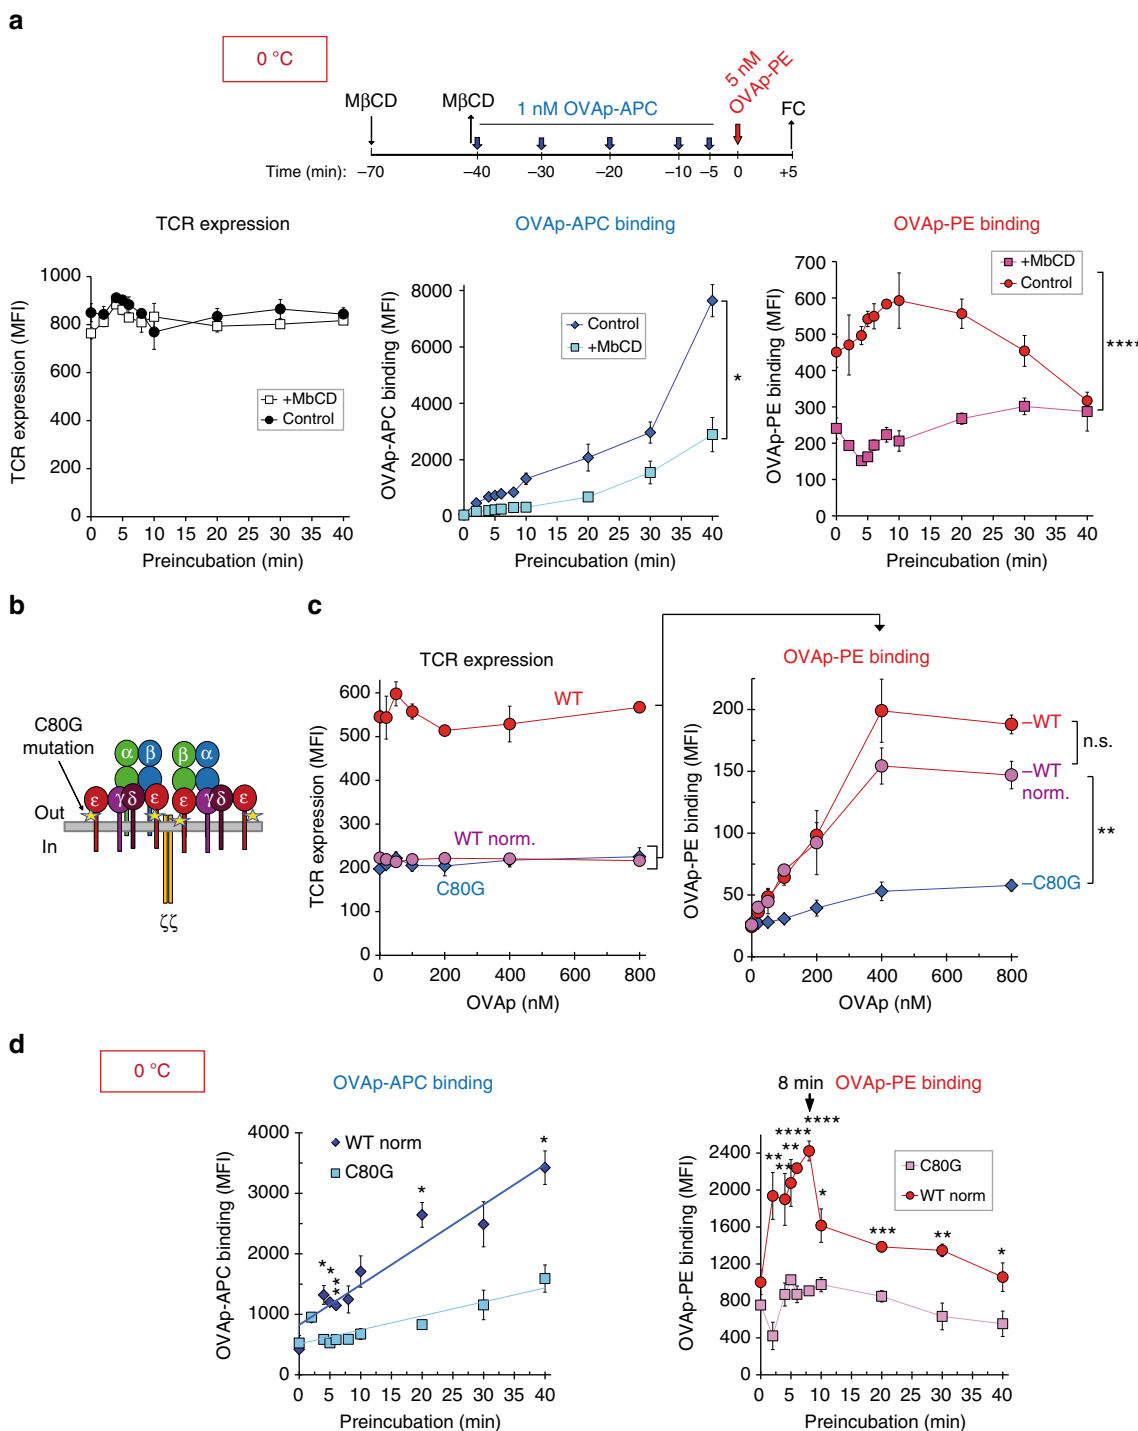 a
0 °C
MβCD
MβCD
1 nM OVAp-APC
5 nM
OVAp-PE
FC
Time (min):
−70
−40
−30
−20
−10
−5
0
+5
TCR expression
TCR expression (MFI)
1000
800
600
400
200
0
+MbCD
Control
0 5 10 15 20 25 30 35 40
Preincubation (min)
OVAp-APC binding
OVAp-APC binding (MFI)
8000
6000
4000
2000
0
Control
+MbCD
*
0 5 10 15 20 25 30 35 40
Preincubation (min)
OVAp-PE binding
OVAp-PE binding (MFI)
700
600
500
400
300
200
100
0
+MbCD
Control
****
0 5 10 15 20 25 30 35 40
Preincubation (min)
b
C80G
mutation
α β β α
ε γ δ ε ε γ δ ε
Out
In
ζζ
c
TCR expression
TCR expression (MFI)
600
500
400
300
200
100
0
WT
WT norm.
C80G
0 200 400 600 800
OVAp (nM)
OVAp-PE binding
OVAp-PE binding (MFI)
200
150
100
50
0
–WT
n.s.
–WT
norm.
**
–C80G
0 200 400 600 800
OVAp (nM)
d
0 °C
OVAp-APC binding
OVAp-APC binding (MFI)
4000
3000
2000
1000
0
WT norm
C80G
*
*
*
*
**
0 5 10 15 20 25 30 35 40
Preincubation (min)
8 min
OVAp-PE binding
OVAp-PE binding (MFI)
2400
2000
1600
1200
800
400
0
C80G
WT norm
****
****
**
**
**
*
***
**
*
0 5 10 15 20 25 30 35 40
Preincubation (min)